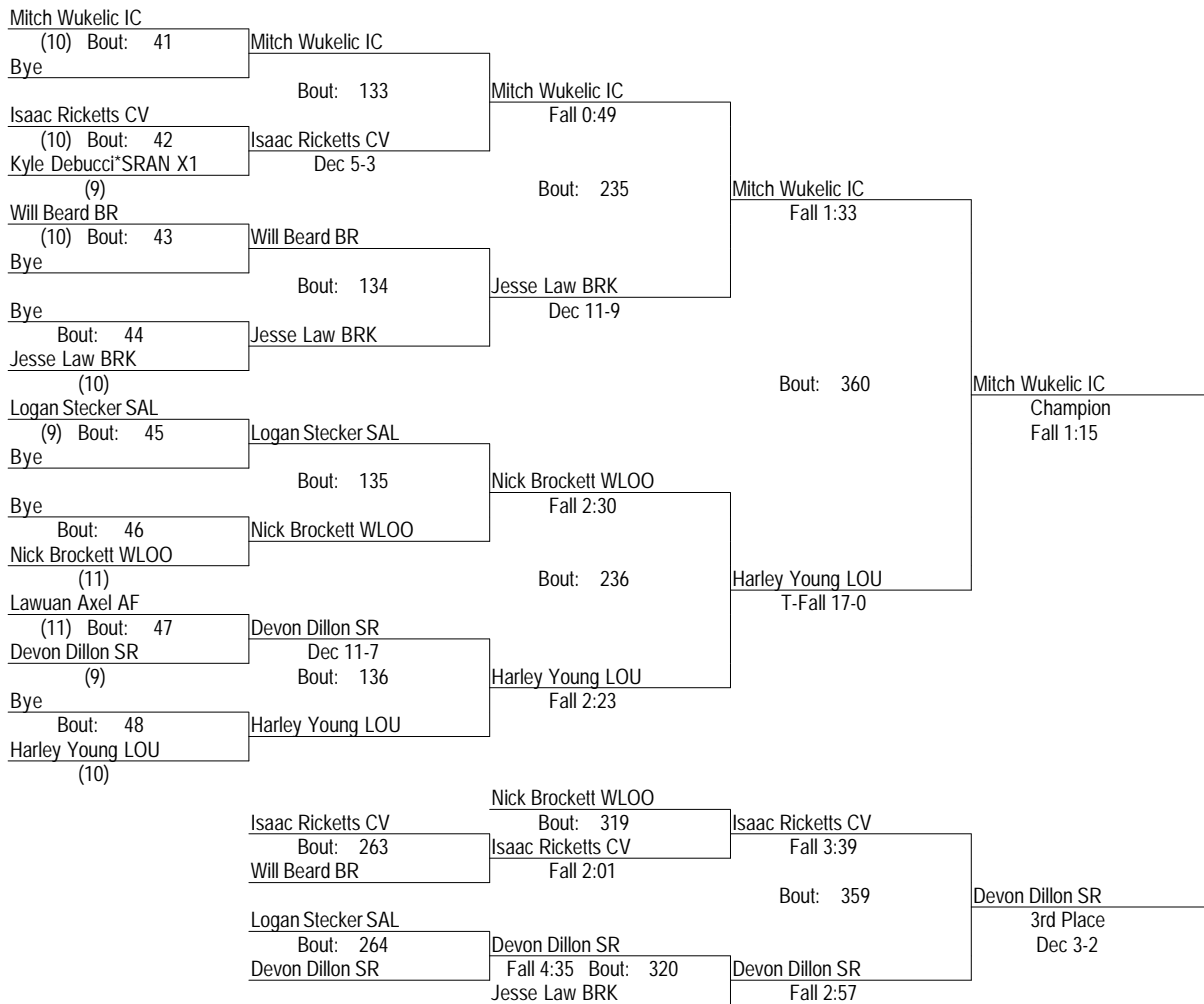 Mitch Wukelic IC
(10) Bout: 41
Bye
Mitch Wukelic IC
Bout: 133
Isaac Ricketts CV
(10) Bout: 42
Kyle Debucci*SRAN X1
(9)
Isaac Ricketts CV
Dec 5-3
Mitch Wukelic IC
Fall 0:49
Bout: 235
Will Beard BR
(10) Bout: 43
Bye
Will Beard BR
Bout: 134
Bye
Bout: 44
Jesse Law BRK
(10)
Jesse Law BRK
Jesse Law BRK
Dec 11-9
Mitch Wukelic IC
Fall 1:33
Bout: 360
Logan Stecker SAL
(9) Bout: 45
Bye
Logan Stecker SAL
Bout: 135
Bye
Bout: 46
Nick Brockett WLOO
(11)
Nick Brockett WLOO
Nick Brockett WLOO
Fall 2:30
Bout: 236
Lawuan Axel AF
(11) Bout: 47
Devon Dillon SR
(9)
Devon Dillon SR
Dec 11-7
Bout: 136
Bye
Bout: 48
Harley Young LOU
(10)
Harley Young LOU
Harley Young LOU
Fall 2:23
Harley Young LOU
T-Fall 17-0
Mitch Wukelic IC
Champion
Fall 1:15
Isaac Ricketts CV
Bout: 263
Will Beard BR
Nick Brockett WLOO
Bout: 319
Isaac Ricketts CV
Fall 2:01
Isaac Ricketts CV
Fall 3:39
Bout: 359
Logan Stecker SAL
Bout: 264
Devon Dillon SR
Devon Dillon SR
Fall 4:35 Bout: 320
Jesse Law BRK
Devon Dillon SR
Fall 2:57
Devon Dillon SR
3rd Place
Dec 3-2